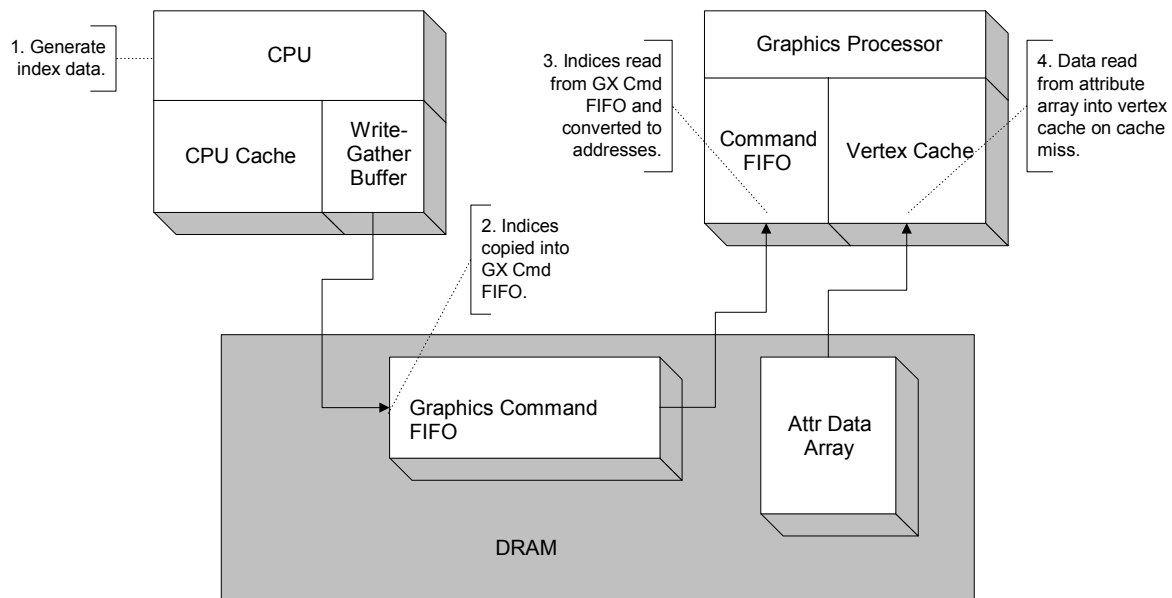 1. Generate
index data.
CPU
CPU Cache
Write-
Gather
Buffer
2. Indices
copied into
GX Cmd
FIFO.
3. Indices read
from GX Cmd
FIFO and
converted to
addresses.
Graphics Processor
Command
FIFO
Vertex Cache
4. Data read
from attribute
array into vertex
cache on cache
miss.
Graphics Command
FIFO
Attr Data
Array
DRAM